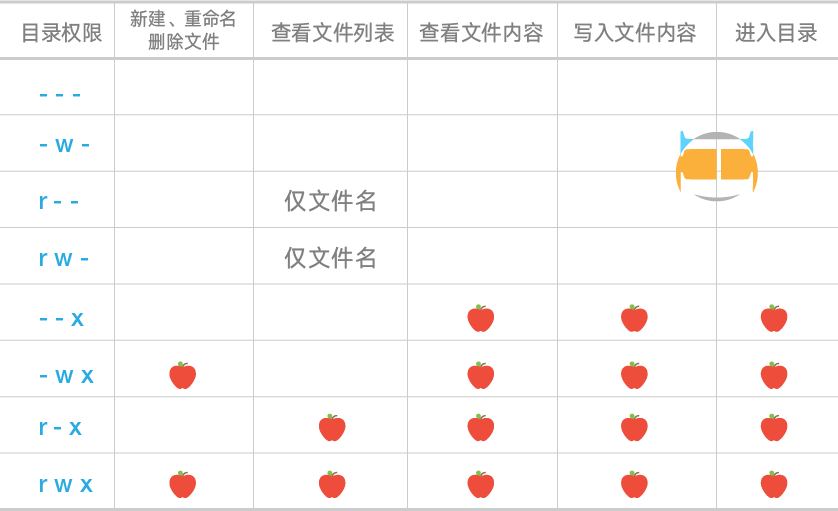 目录权限
新建、重命名
删除文件
查看文件列表
查看文件内容
写入文件内容
进入目录
- - -
- w -
r - -
仅文件名
r w -
仅文件名
- - x
- w x
r - x
r w x